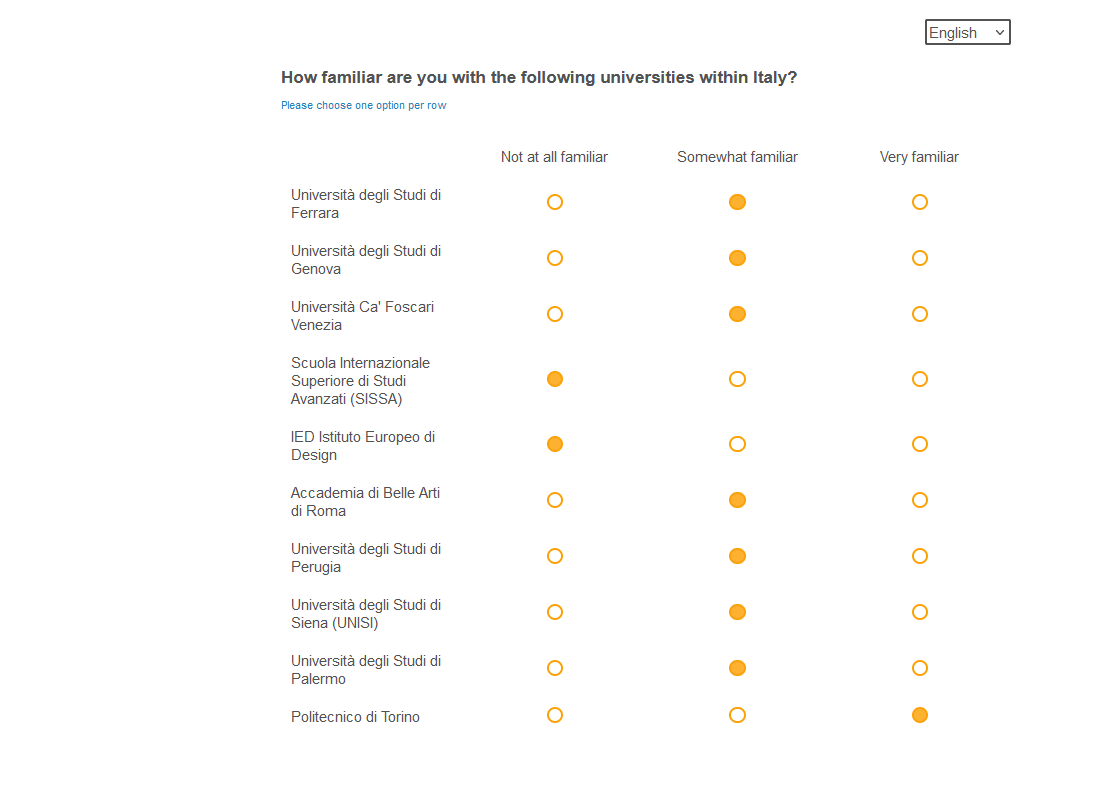 English
How familiar are you with the following universities within Italy?
Please choose one option per row
Not at all familiar
Somewhat familiar
Very familiar
Università degli Studi di
Ferrara
Università degli Studi di
Genova
Università Ca' Foscari
Venezia
Scuola Internazionale
Superiore di Studi
Avanzati (SISSA)
IED Istituto Europeo di
Design
Accademia di Belle Arti
di Roma
Università degli Studi di
Perugia
Università degli Studi di
Siena (UNISI)
Università degli Studi di
Palermo
Politecnico di Torino